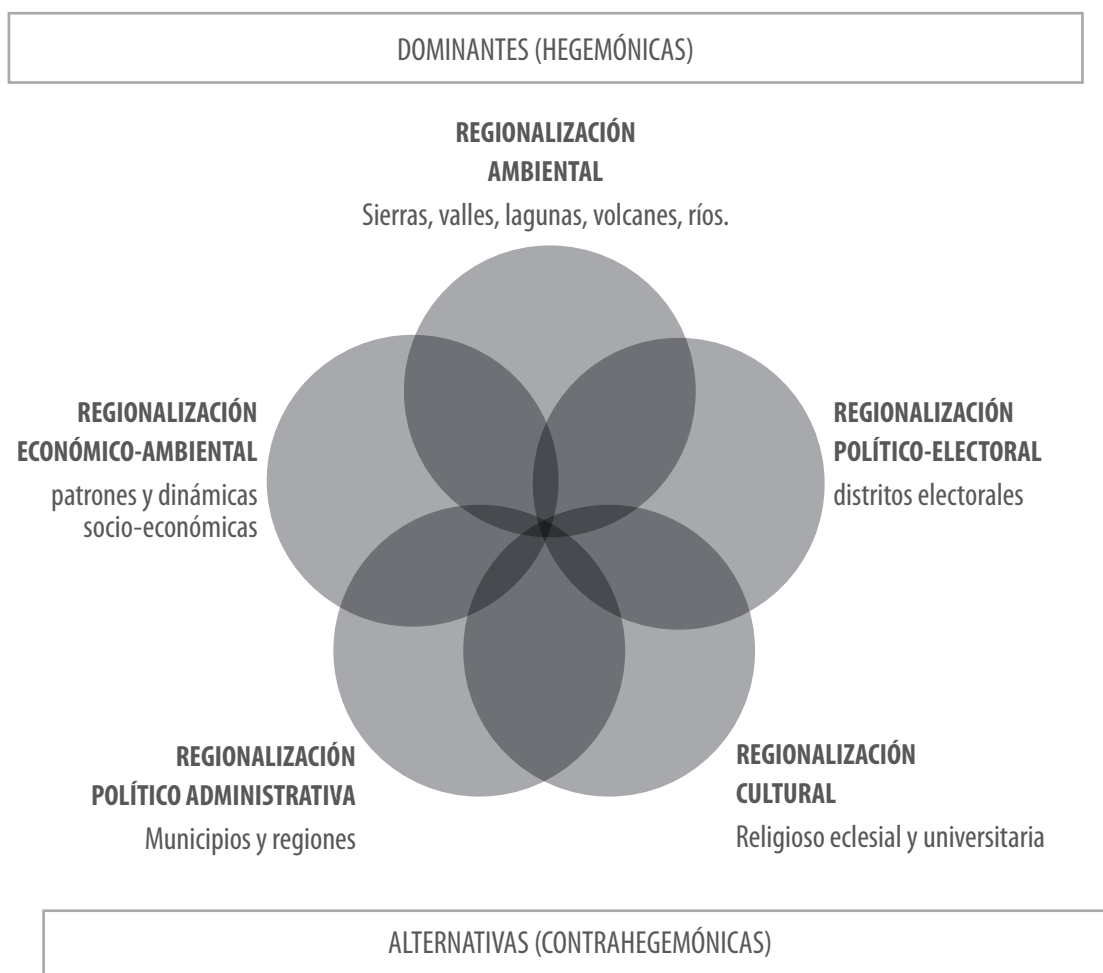 DOMINANTES (HEGEMÓNICAS)
REGIONALIZACIÓN
AMBIENTAL
Sierras, valles, lagunas, volcanes, ríos.
REGIONALIZACIÓN
ECONÓMICO-AMBIENTAL
patrones y dinámicas
socio-económicas
REGIONALIZACIÓN
POLÍTICO-ELECTORAL
distritos electorales
REGIONALIZACIÓN
POLÍTICO ADMINISTRATIVA
Municipios y regiones
REGIONALIZACIÓN
CULTURAL
Religioso eclesial y universitaria
ALTERNATIVAS (CONTRAHEGEMÓNICAS)